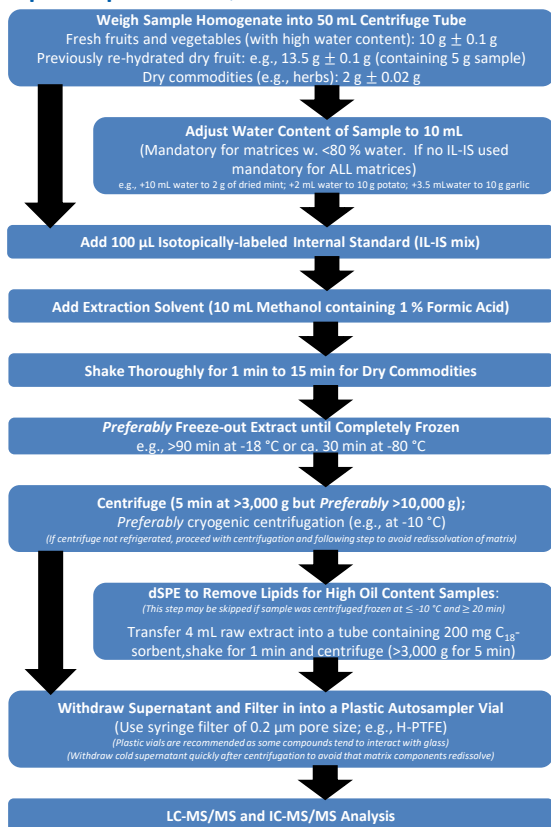 Weigh Sample Homogenate into 50 mL Centrifuge Tube
Fresh fruits and vegetables (with high water content): 10 g ± 0.1 g
Previously re-hydrated dry fruit: e.g., 13.5 g ± 0.1 g (containing 5 g sample)
Dry commodities (e.g., herbs): 2 g ± 0.02 g
Adjust Water Content of Sample to 10 mL
(Mandatory for matrices w. <80 % water. If no IL-IS used
mandatory for ALL matrices)
e.g., +10 mL water to 2 g of dried mint; +2 mL water to 10 g potato; +3.5 mLwater to 10 g garlic
Add 100 µL Isotopically-labeled Internal Standard (IL-IS mix)
Add Extraction Solvent (10 mL Methanol containing 1 % Formic Acid)
Shake Thoroughly for 1 min to 15 min for Dry Commodities
Preferably Freeze-out Extract until Completely Frozen
e.g., >90 min at -18 °C or ca. 30 min at -80 °C
Centrifuge (5 min at >3,000 g but Preferably >10,000 g);
Preferably cryogenic centrifugation (e.g., at -10 °C)
(If centrifuge not refrigerated, proceed with centrifugation and following step to avoid redissolvation of matrix)
dSPE to Remove Lipids for High Oil Content Samples:
(This step may be skipped if sample was centrifuged frozen at ≤ -10 °C and ≥ 20 min)
Transfer 4 mL raw extract into a tube containing 200 mg C18-
sorbent,shake for 1 min and centrifuge (>3,000 g for 5 min)
Withdraw Supernatant and Filter in into a Plastic Autosampler Vial
(Use syringe filter of 0.2 µm pore size; e.g., H-PTFE)
(Plastic vials are recommended as some compounds tend to interact with glass)
(Withdraw cold supernatant quickly after centrifugation to avoid that matrix components redissolve)
LC-MS/MS and IC-MS/MS Analysis